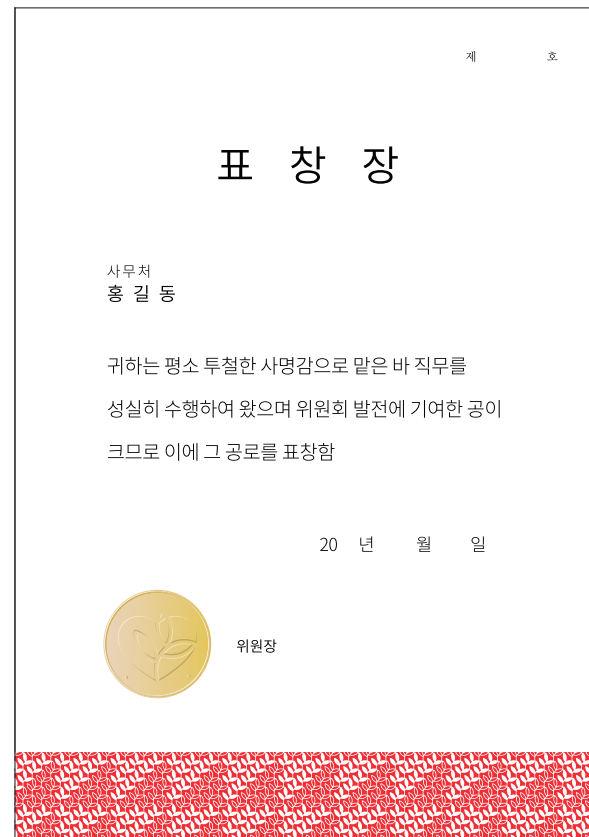 제 호
표 창 장
사무처
홍 길 동
귀하는 평소 투철한 사명감으로 맡은 바 직무를
성실히 수행하여 왔으며 위원회 발전에 기여한 공이
크므로 이에 그 공로를 표창함
20 년 월 일
위원장